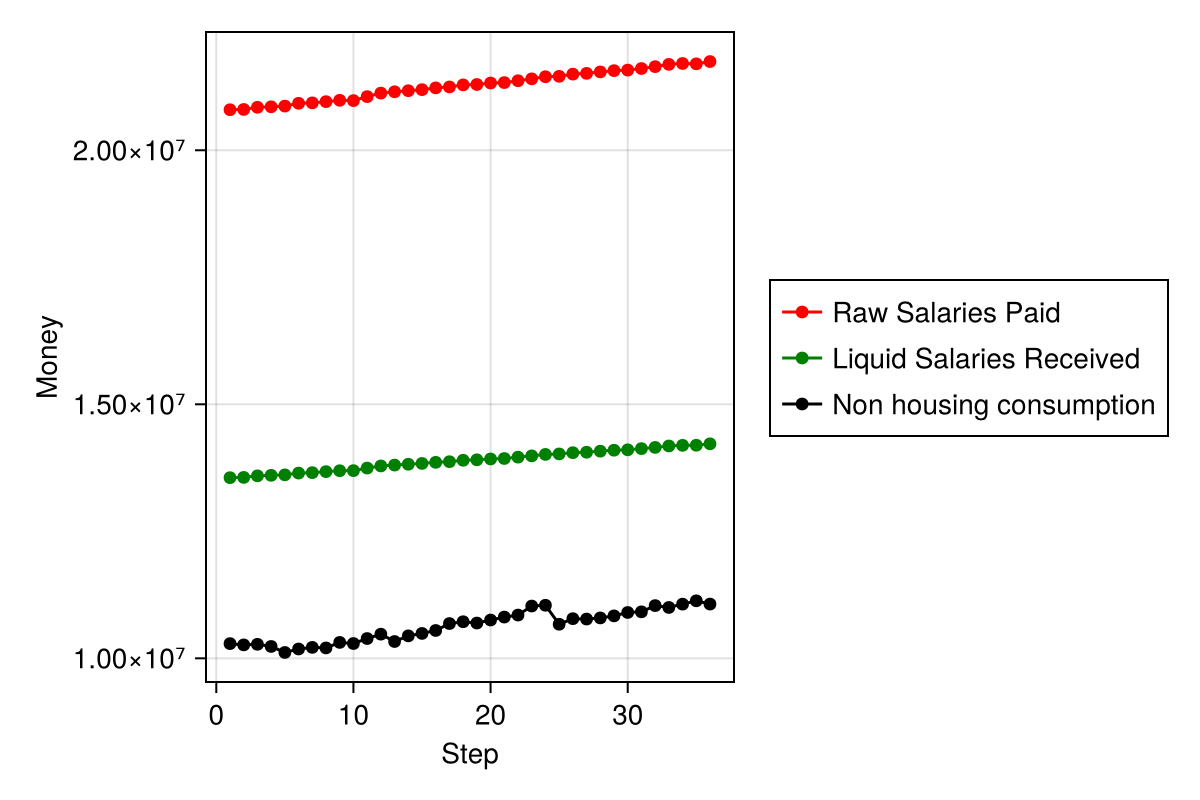 2.00×10⁷
1.50×10⁷
1.00×10⁷
Money
0 10 20 30
Step
Raw Salaries Paid
Liquid Salaries Received
Non housing consumption